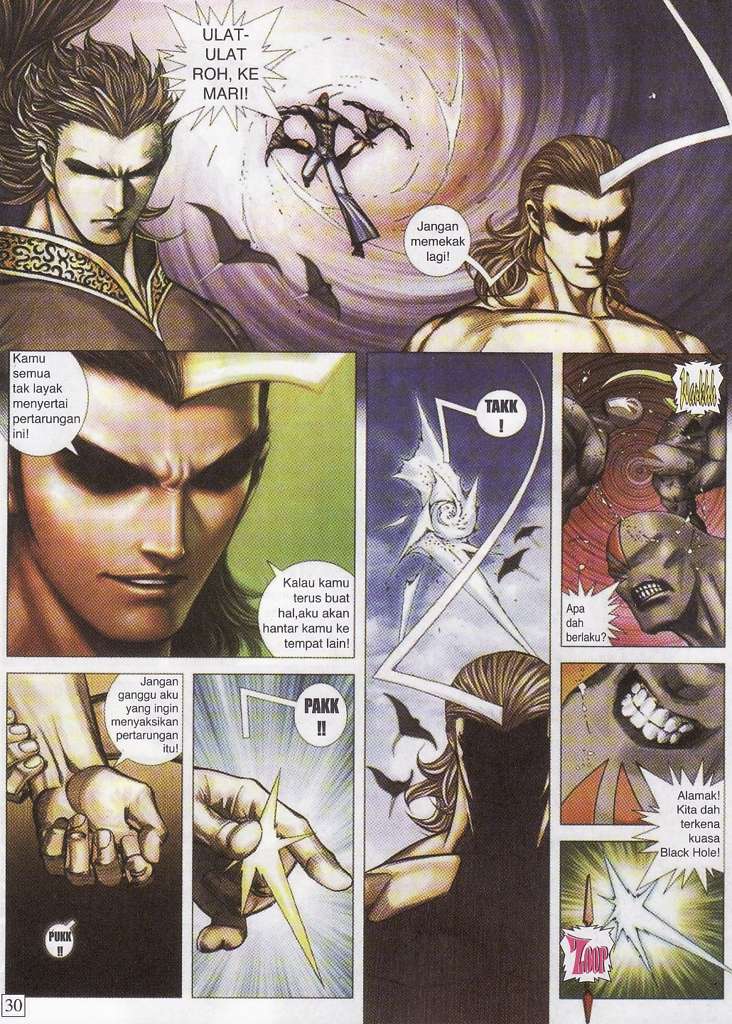 ULAT-
ULAT
ROH, KE
MARI!
Jangan
memekak
lagi!
Kamu
semua
tak layak
menyertai
pertarungan
ini!
Kalau kamu
terus buat
hal,aku akan
hantar kamu ke
tempat lain!
TAKK
!
Apa
dah
berlaku?
Jangan
ganggu aku
yang ingin
menyaksikan
pertarungan
itu!
PUKK
!!
PAKK
!!
Alamak!
Kita dah
terkena
kuasa
Black Hole!
Zoop
30